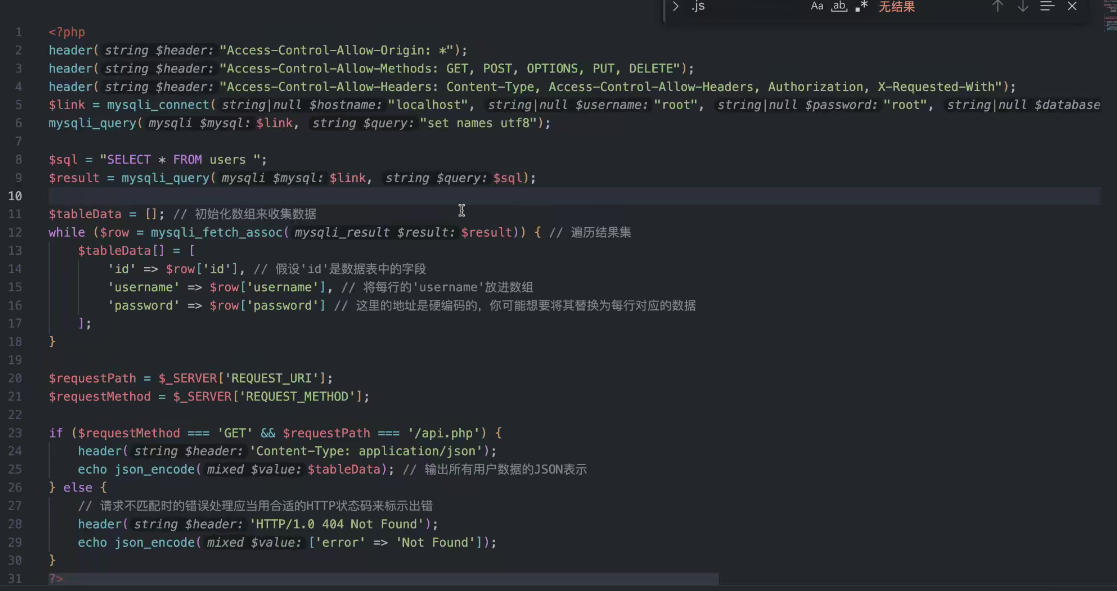 .js Aa ab .* 无结果
1 <?php
2 header( string $header: "Access-Control-Allow-Origin: *");
3 header( string $header: "Access-Control-Allow-Methods: GET, POST, OPTIONS, PUT, DELETE");
4 header( string $header: "Access-Control-Allow-Headers: Content-Type, Access-Control-Allow-Headers, Authorization, X-Requested-With");
5 $link = mysqli_connect( string|null $hostname: "localhost", string|null $username: "root", string|null $password: "root", string|null $database
6 mysqli_query( mysqli $mysql: $link, string $query: "set names utf8");
7
8 $sql = "SELECT * FROM users ";
9 $result = mysqli_query( mysqli $mysql: $link, string $query: $sql);
10
11 $tableData = []; // 初始化数组来收集数据
12 while ($row = mysqli_fetch_assoc( mysqli_result $result: $result)) { // 遍历结果集
13 $tableData[] = [
14 'id' => $row['id'], // 假设'id'是数据表中的字段
15 'username' => $row['username'], // 将每行的'username'放进数组
16 'password' => $row['password'] // 这里的地址是硬编码的，你可能想要将其替换为每行对应的数据
17 ];
18 }
19
20 $requestPath = $_SERVER['REQUEST_URI'];
21 $requestMethod = $_SERVER['REQUEST_METHOD'];
22
23 if ($requestMethod === 'GET' && $requestPath === '/api.php') {
24 header( string $header: 'Content-Type: application/json');
25 echo json_encode( mixed $value: $tableData); // 输出所有用户数据的JSON表示
26 } else {
27 // 请求不匹配时的错误处理应当用合适的HTTP状态码来标示出错
28 header( string $header: 'HTTP/1.0 404 Not Found');
29 echo json_encode( mixed $value: ['error' => 'Not Found']);
30 }
31 ?>